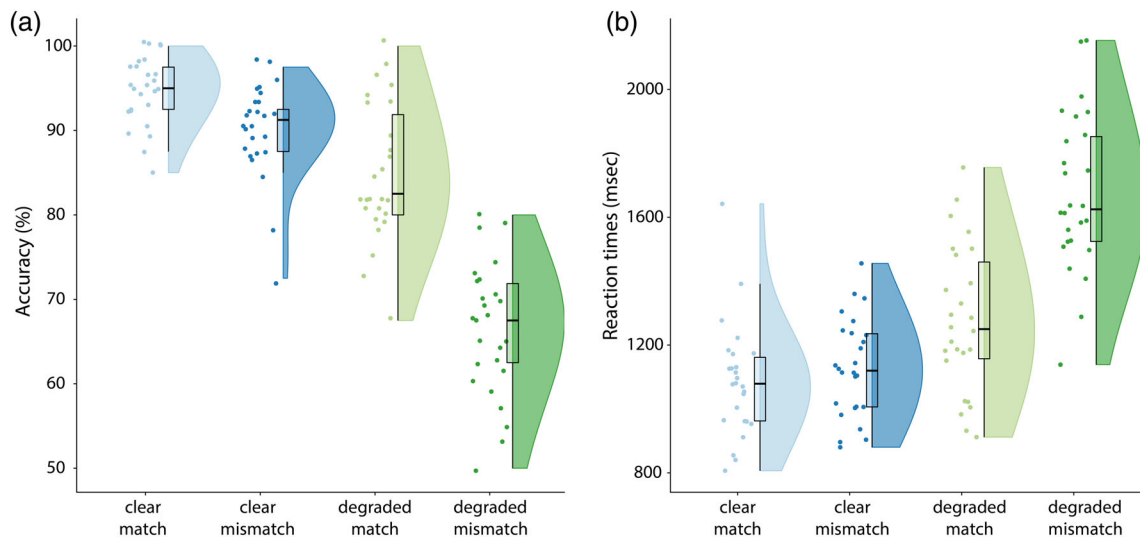 (a)
Accuracy (%)
100
90
80
70
60
50
clear
match
clear
mismatch
degraded
match
degraded
mismatch
(b)
Reaction times (msec)
2000
1600
1200
800
clear
match
clear
mismatch
degraded
match
degraded
mismatch